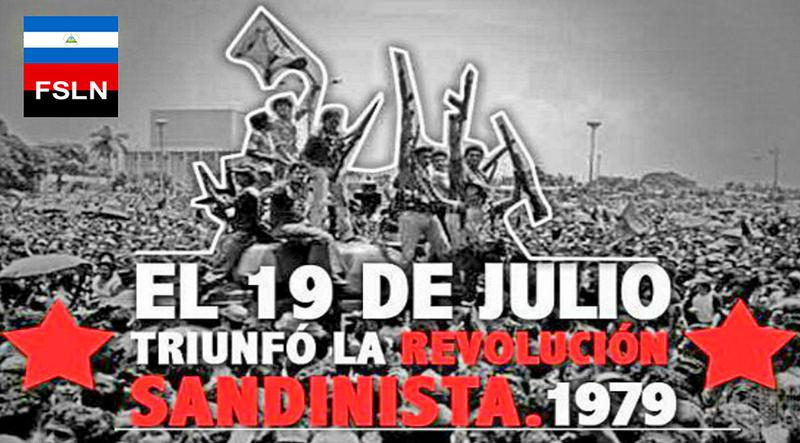 FSLN
EL 19 DE JULIO
TRIUNFÓ LA REVOLUCIÓN
SANDINISTA.1979